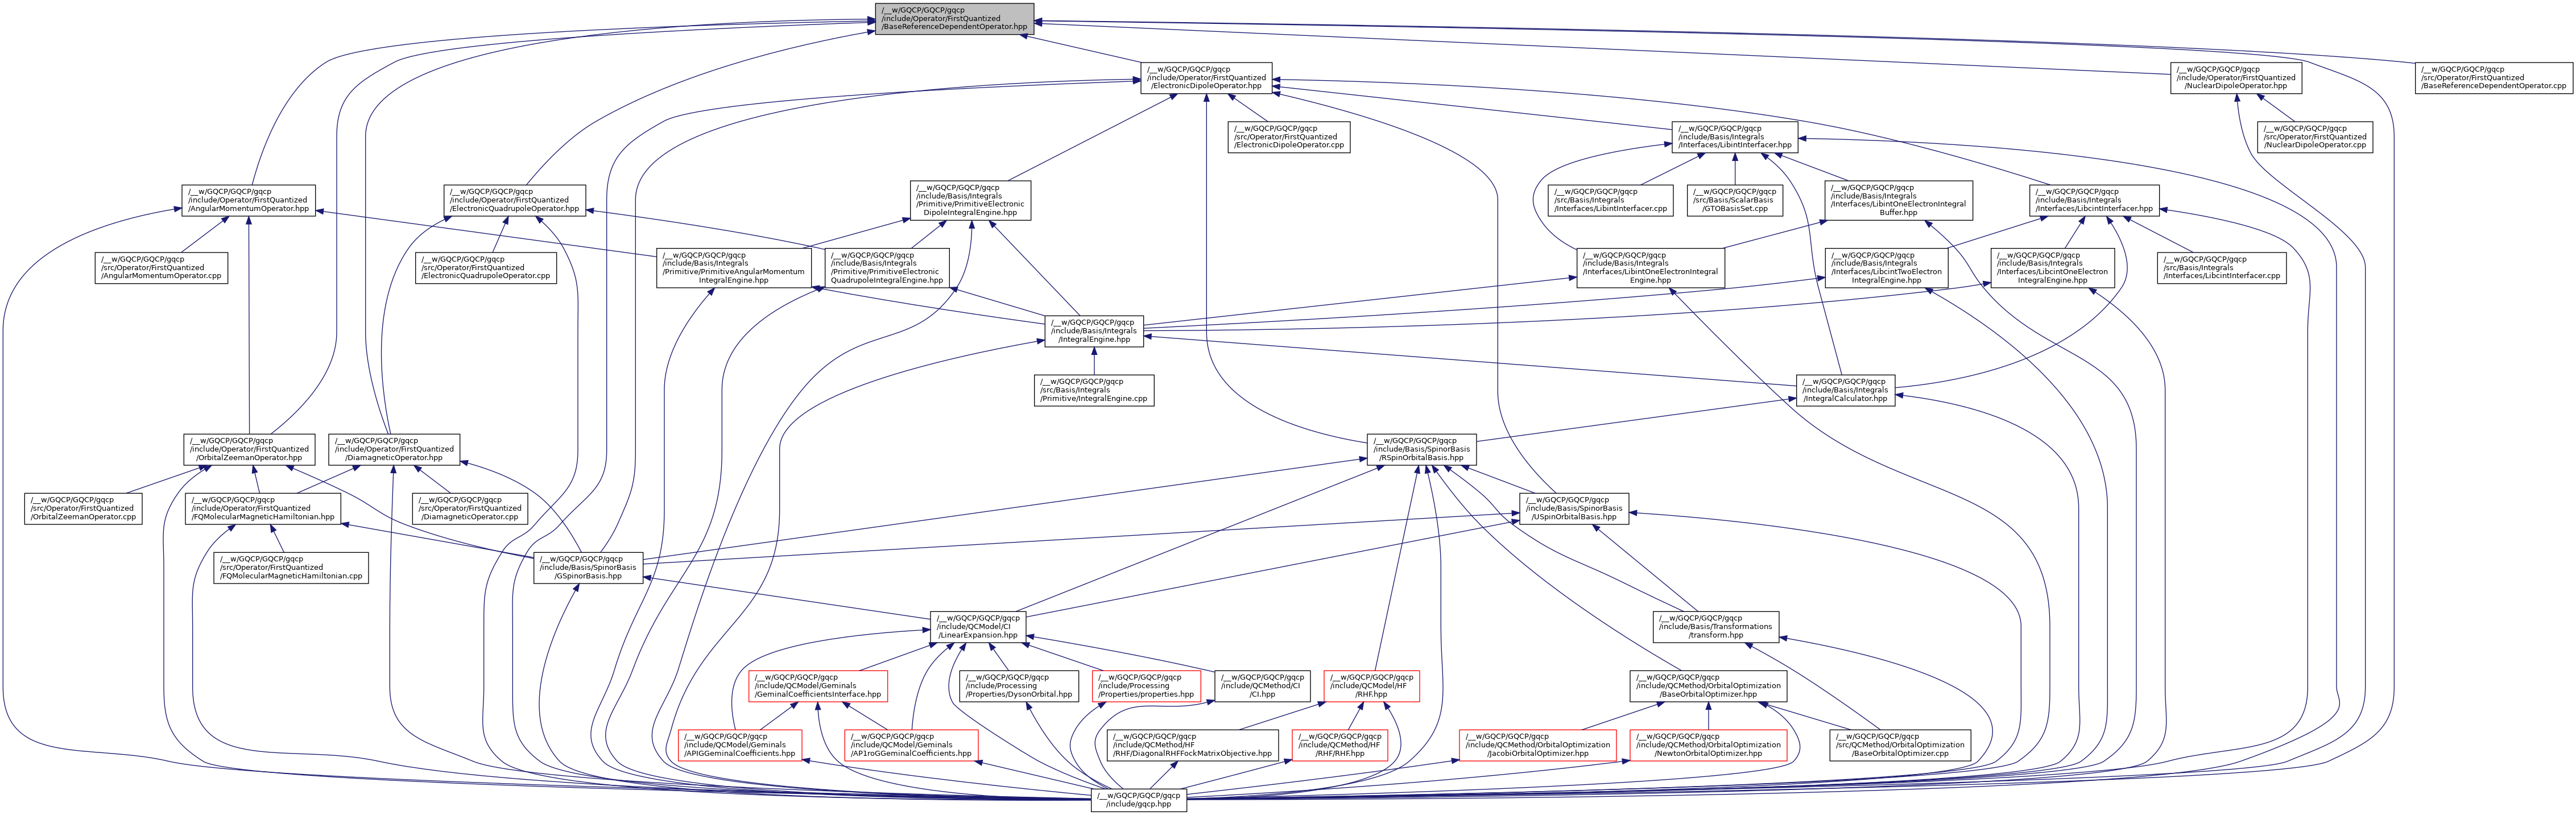 /__w/GQCP/GQCP/gqcp
/include/Operator/FirstQuantized
/BaseReferenceDependentOperator.hpp
/__w/GQCP/GQCP/gqcp
/include/Operator/FirstQuantized
/ElectronicDipoleOperator.hpp
/__w/GQCP/GQCP/gqcp
/include/Operator/FirstQuantized
/NuclearDipoleOperator.hpp
/__w/GQCP/GQCP/gqcp
/src/Operator/FirstQuantized
/BaseReferenceDependentOperator.cpp
/__w/GQCP/GQCP/gqcp
/src/Operator/FirstQuantized
/ElectronicDipoleOperator.cpp
/__w/GQCP/GQCP/gqcp
/include/Basis/Integrals
/Interfaces/LibintInterfacer.hpp
/__w/GQCP/GQCP/gqcp
/src/Operator/FirstQuantized
/NuclearDipoleOperator.cpp
/__w/GQCP/GQCP/gqcp
/include/Operator/FirstQuantized
/AngularMomentumOperator.hpp
/__w/GQCP/GQCP/gqcp
/include/Operator/FirstQuantized
/ElectronicQuadrupoleOperator.hpp
/__w/GQCP/GQCP/gqcp
/include/Basis/Integrals
/Primitive/PrimitiveElectronic
DipoleIntegralEngine.hpp
/__w/GQCP/GQCP/gqcp
/src/Basis/Integrals
/Interfaces/LibintInterfacer.cpp
/__w/GQCP/GQCP/gqcp
/src/Basis/ScalarBasis
/GTOBasisSet.cpp
/__w/GQCP/GQCP/gqcp
/include/Basis/Integrals
/Interfaces/LibintOneElectronIntegral
Buffer.hpp
/__w/GQCP/GQCP/gqcp
/include/Basis/Integrals
/Interfaces/LibcintInterfacer.hpp
/__w/GQCP/GQCP/gqcp
/src/Operator/FirstQuantized
/AngularMomentumOperator.cpp
/__w/GQCP/GQCP/gqcp
/src/Operator/FirstQuantized
/ElectronicQuadrupoleOperator.cpp
/__w/GQCP/GQCP/gqcp
/include/Basis/Integrals
/Primitive/PrimitiveAngularMomentum
IntegralEngine.hpp
/__w/GQCP/GQCP/gqcp
/include/Basis/Integrals
/Primitive/PrimitiveElectronic
QuadrupoleIntegralEngine.hpp
/__w/GQCP/GQCP/gqcp
/include/Basis/Integrals
/Interfaces/LibintOneElectronIntegral
Engine.hpp
/__w/GQCP/GQCP/gqcp
/include/Basis/Integrals
/Interfaces/LibcintTwoElectron
IntegralEngine.hpp
/__w/GQCP/GQCP/gqcp
/include/Basis/Integrals
/Interfaces/LibcintOneElectron
IntegralEngine.hpp
/__w/GQCP/GQCP/gqcp
/src/Basis/Integrals
/Interfaces/LibcintInterfacer.cpp
/__w/GQCP/GQCP/gqcp
/include/Basis/Integrals
/IntegralEngine.hpp
/__w/GQCP/GQCP/gqcp
/src/Basis/Integrals
/Primitive/IntegralEngine.cpp
/__w/GQCP/GQCP/gqcp
/include/Basis/Integrals
/IntegralCalculator.hpp
/__w/GQCP/GQCP/gqcp
/include/Operator/FirstQuantized
/OrbitalZeemanOperator.hpp
/__w/GQCP/GQCP/gqcp
/include/Operator/FirstQuantized
/DiamagneticOperator.hpp
/__w/GQCP/GQCP/gqcp
/include/Basis/SpinorBasis
/RSpinOrbitalBasis.hpp
/__w/GQCP/GQCP/gqcp
/src/Operator/FirstQuantized
/OrbitalZeemanOperator.cpp
/__w/GQCP/GQCP/gqcp
/include/Operator/FirstQuantized
/FQMolecularMagneticHamiltonian.hpp
/__w/GQCP/GQCP/gqcp
/src/Operator/FirstQuantized
/DiamagneticOperator.cpp
/__w/GQCP/GQCP/gqcp
/include/Basis/SpinorBasis
/USpinOrbitalBasis.hpp
/__w/GQCP/GQCP/gqcp
/src/Operator/FirstQuantized
/FQMolecularMagneticHamiltonian.cpp
/__w/GQCP/GQCP/gqcp
/include/Basis/SpinorBasis
/GSpinorBasis.hpp
/__w/GQCP/GQCP/gqcp
/include/QCModel/CI
/LinearExpansion.hpp
/__w/GQCP/GQCP/gqcp
/include/Basis/Transformations
/transform.hpp
/__w/GQCP/GQCP/gqcp
/include/QCModel/Geminals
/GeminalCoefficientsInterface.hpp
/__w/GQCP/GQCP/gqcp
/include/Processing
/Properties/DysonOrbital.hpp
/__w/GQCP/GQCP/gqcp
/include/Processing
/Properties/properties.hpp
/__w/GQCP/GQCP/gqcp
/include/QCMethod/CI
/CI.hpp
/__w/GQCP/GQCP/gqcp
/include/QCModel/HF
/RHF.hpp
/__w/GQCP/GQCP/gqcp
/include/QCMethod/OrbitalOptimization
/BaseOrbitalOptimizer.hpp
/__w/GQCP/GQCP/gqcp
/include/QCModel/Geminals
/APIGGeminalCoefficients.hpp
/__w/GQCP/GQCP/gqcp
/include/QCModel/Geminals
/AP1roGGeminalCoefficients.hpp
/__w/GQCP/GQCP/gqcp
/include/QCMethod/HF
/RHF/DiagonalRHFFockMatrixObjective.hpp
/__w/GQCP/GQCP/gqcp
/include/QCMethod/HF
/RHF/RHF.hpp
/__w/GQCP/GQCP/gqcp
/include/QCMethod/OrbitalOptimization
/JacobiOrbitalOptimizer.hpp
/__w/GQCP/GQCP/gqcp
/include/QCMethod/OrbitalOptimization
/NewtonOrbitalOptimizer.hpp
/__w/GQCP/GQCP/gqcp
/src/QCMethod/OrbitalOptimization
/BaseOrbitalOptimizer.cpp
/__w/GQCP/GQCP/gqcp
/include/gqcp.hpp